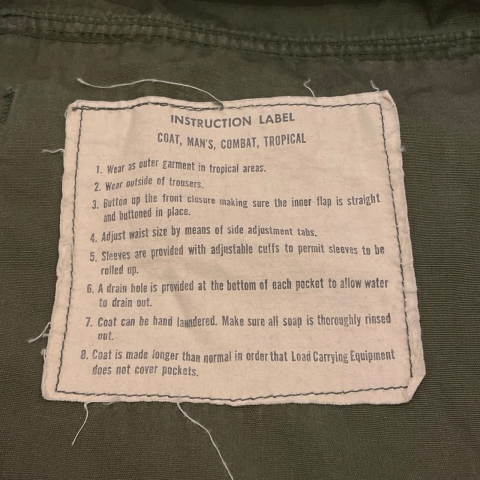 INSTRUCTION LABEL
COAT, MAN'S, COMBAT, TROPICAL
1. Wear as outer garment in tropical areas.
2. Wear outside of trousers.
3. Button up the front closure making sure the inner flap is straight
and buttoned in place.
4. Adjust waist size by means of side adjustment tabs.
5. Sleeves are provided with adjustable cuffs to permit sleeves to be
rolled up.
6. A drain hole is provided at the bottom of each pocket to allow water
to drain out.
7. Coat can be hand laundered. Make sure all soap is thoroughly rinsed
out.
8. Coat is made longer than normal in order that Load Carrying Equipment
does not cover pockets.